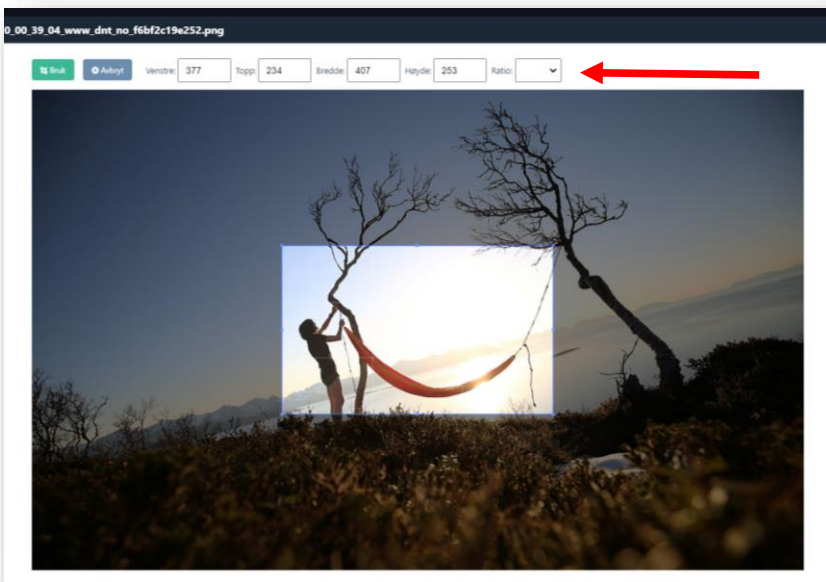 0_00_39_04_www_dnt_no_f6bf2c19e252.png
Bruk Avbryt Venstre: 377 Topp: 234 Bredde: 407 Høyde: 253 Ratio: